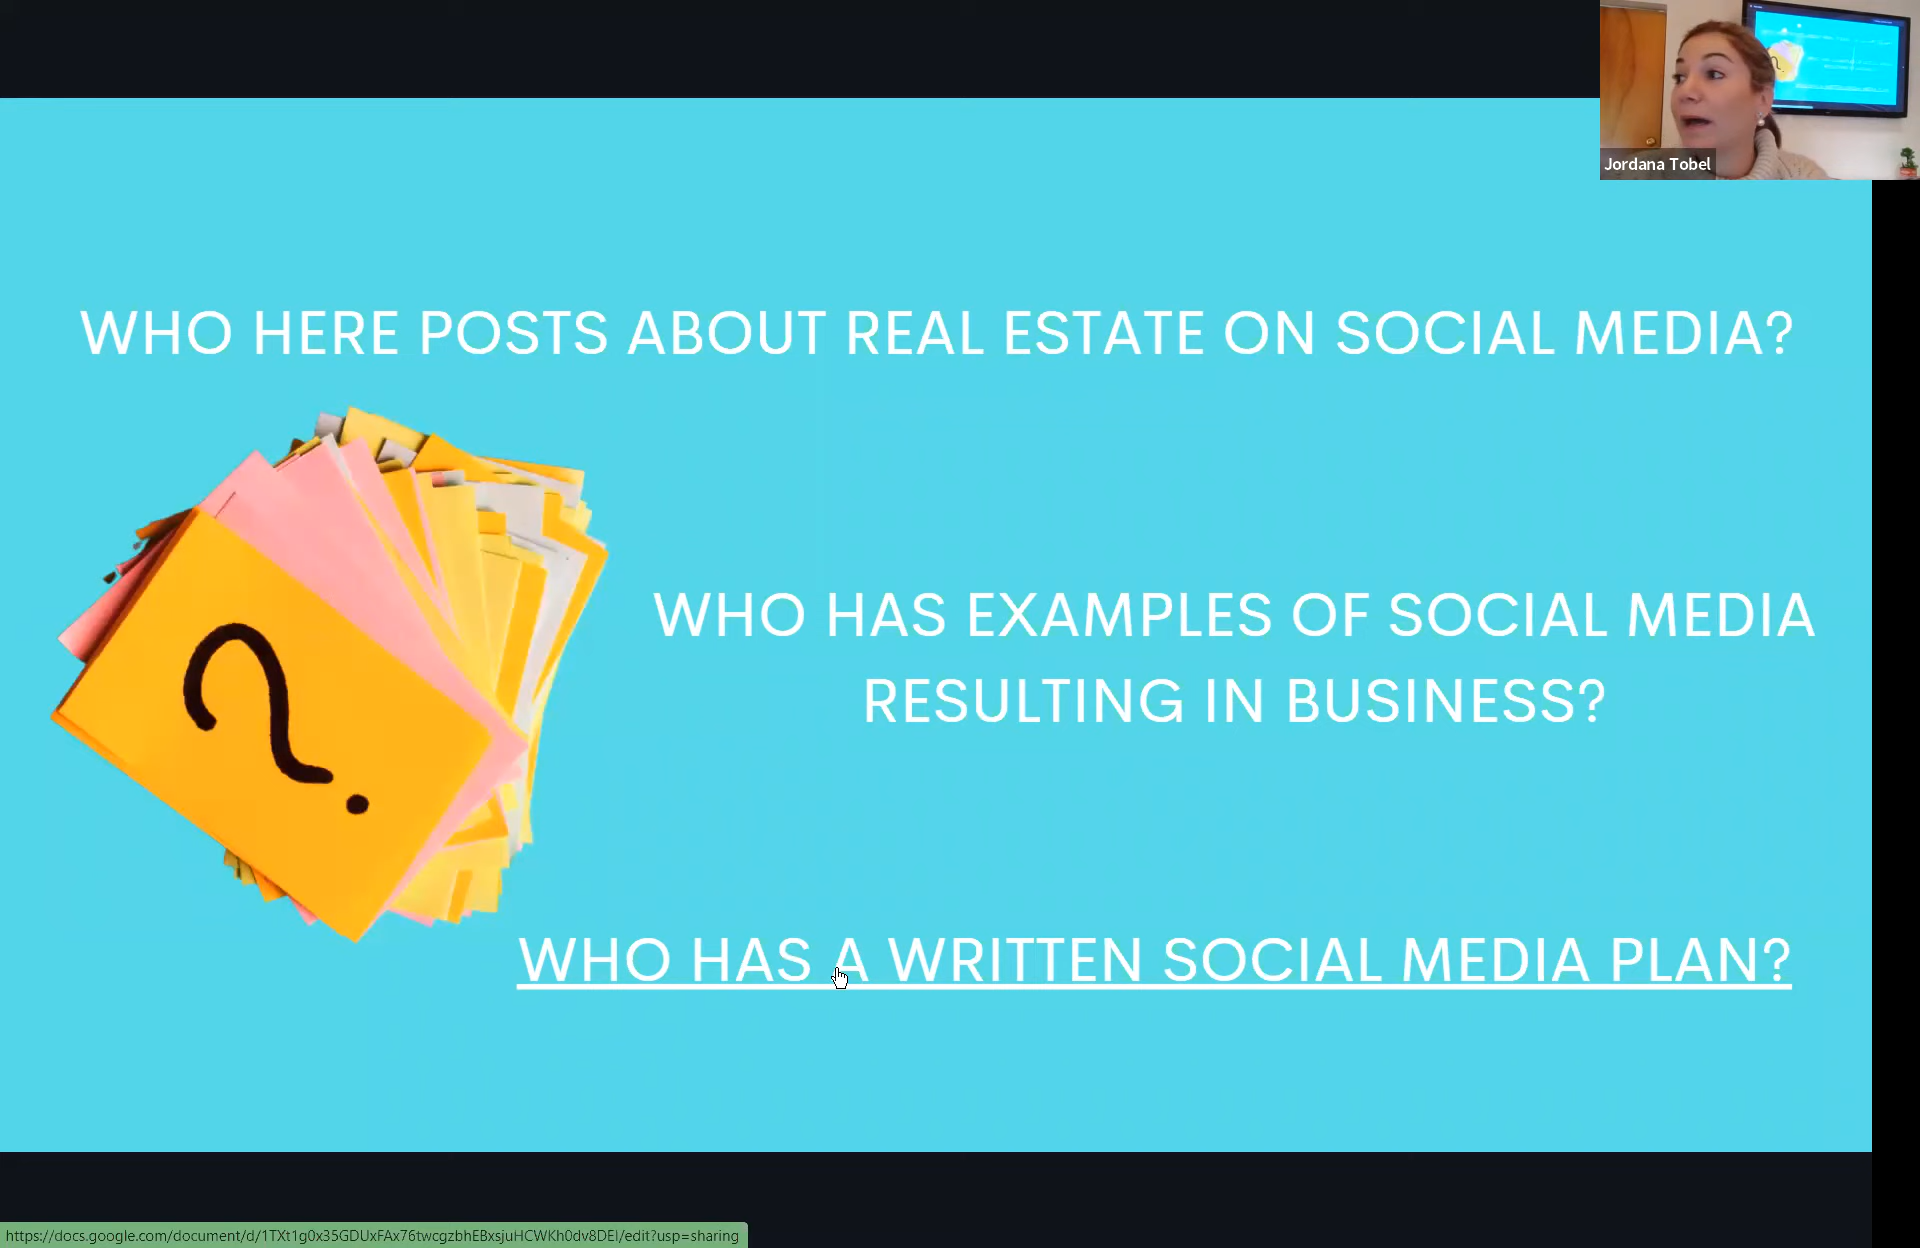 Jordana Tobel
WHO HERE POSTS ABOUT REAL ESTATE ON SOCIAL MEDIA?
?
WHO HAS EXAMPLES OF SOCIAL MEDIA
RESULTING IN BUSINESS?
WHO HAS A WRITTEN SOCIAL MEDIA PLAN?
https://docs.google.com/document/d/1TXt1g0x35GDUxFAx76twcgzbhEBxsjuHCWKh0dv8DEI/edit?usp=sharing